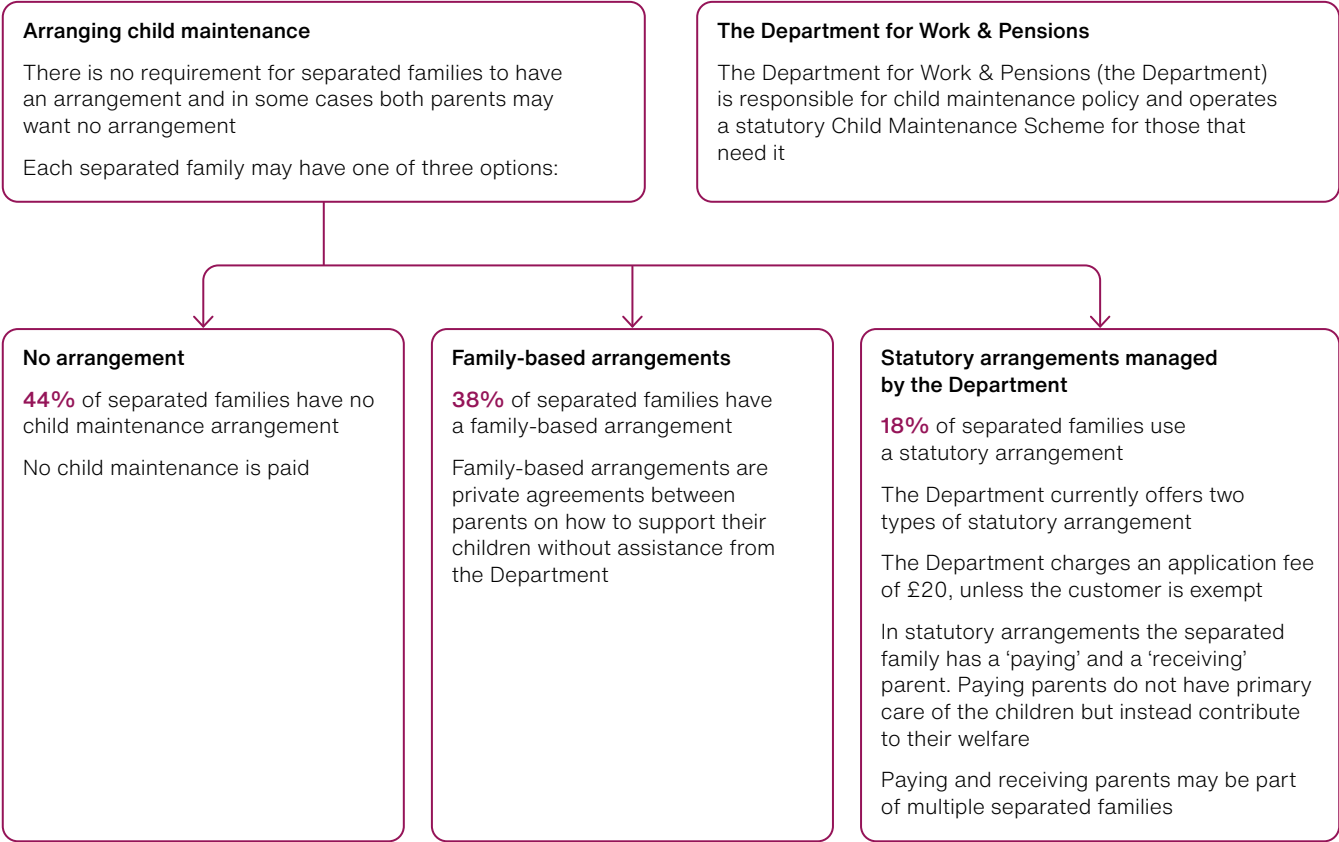 Arranging child maintenance
There is no requirement for separated families to have
an arrangement and in some cases both parents may
want no arrangement
Each separated family may have one of three options:
The Department for Work & Pensions
The Department for Work & Pensions (the Department)
is responsible for child maintenance policy and operates
a statutory Child Maintenance Scheme for those that
need it
No arrangement
44% of separated families have no
child maintenance arrangement
No child maintenance is paid
Family-based arrangements
38% of separated families have
a family-based arrangement
Family-based arrangements are
private agreements between
parents on how to support their
children without assistance from
the Department
Statutory arrangements managed
by the Department
18% of separated families use
a statutory arrangement
The Department currently offers two
types of statutory arrangement
The Department charges an application fee
of £20, unless the customer is exempt
In statutory arrangements the separated
family has a ‘paying’ and a ‘receiving’
parent. Paying parents do not have primary
care of the children but instead contribute
to their welfare
Paying and receiving parents may be part
of multiple separated families